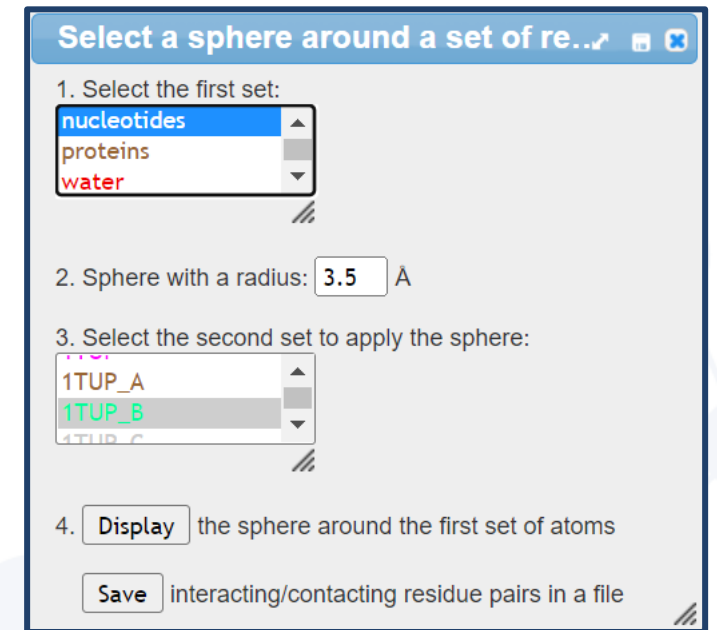 Select a sphere around a set of re...
1. Select the first set:
nucleotides
proteins
water
2. Sphere with a radius: 3.5 Å
3. Select the second set to apply the sphere:
1TUP_A
1TUP_B
1TUP_C
4. Display the sphere around the first set of atoms
Save interacting/contacting residue pairs in a file